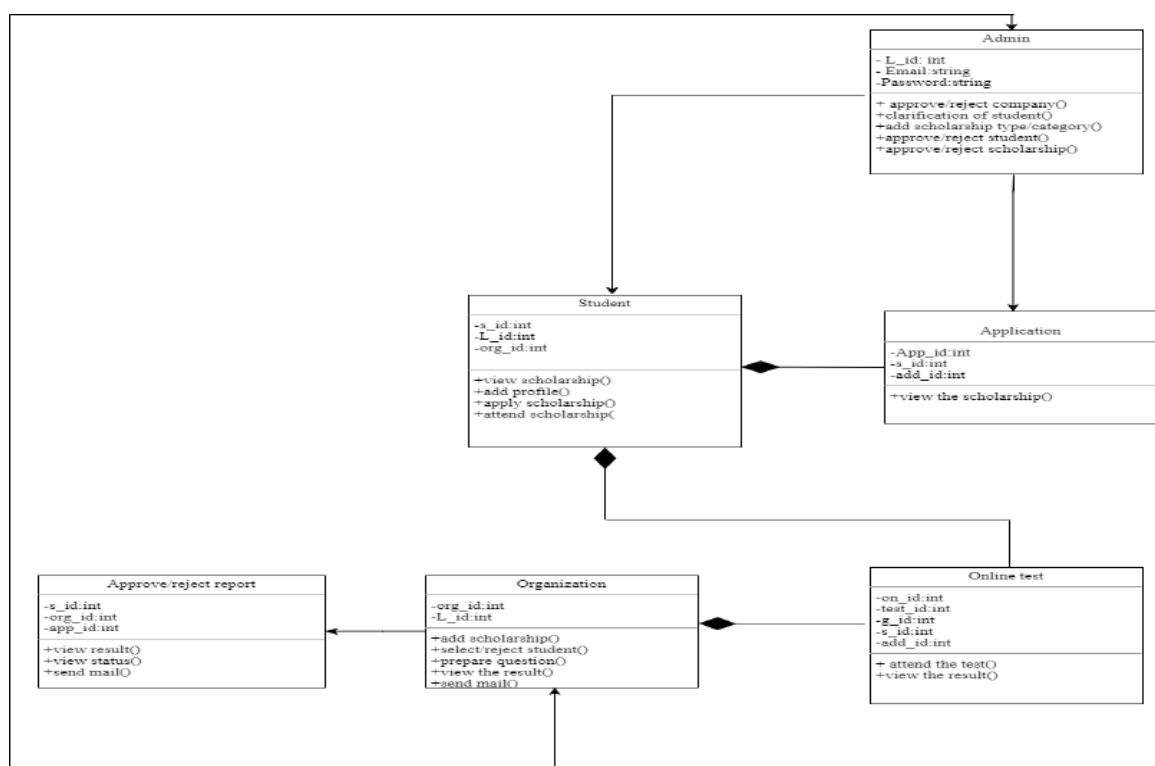 Admin
- L_id: int
- Email:string
-Password:string
+ approve/reject company()
+clarification of student()
+add scholarship type/category()
+approve/reject student()
+approve/reject scholarship()
Student
-s_id:int
-L_id:int
-org_id:int
+view scholarship()
+add profile()
+apply scholarship()
+attend scholarship(
Application
-App_id:int
-s_id:int
-add_id:int
+view the scholarship()
Approve/reject report
-s_id:int
-org_id:int
-app_id:int
+view result()
+view status()
+send mail()
Organization
-org_id:int
-L_id:int
+add scholarship()
+select/reject student()
+prepare question()
+view the result()
+send mail()
Online test
-on_id:int
-test_id:int
-g_id:int
-s_id:int
-add_id:int
+ attend the test()
+view the result()